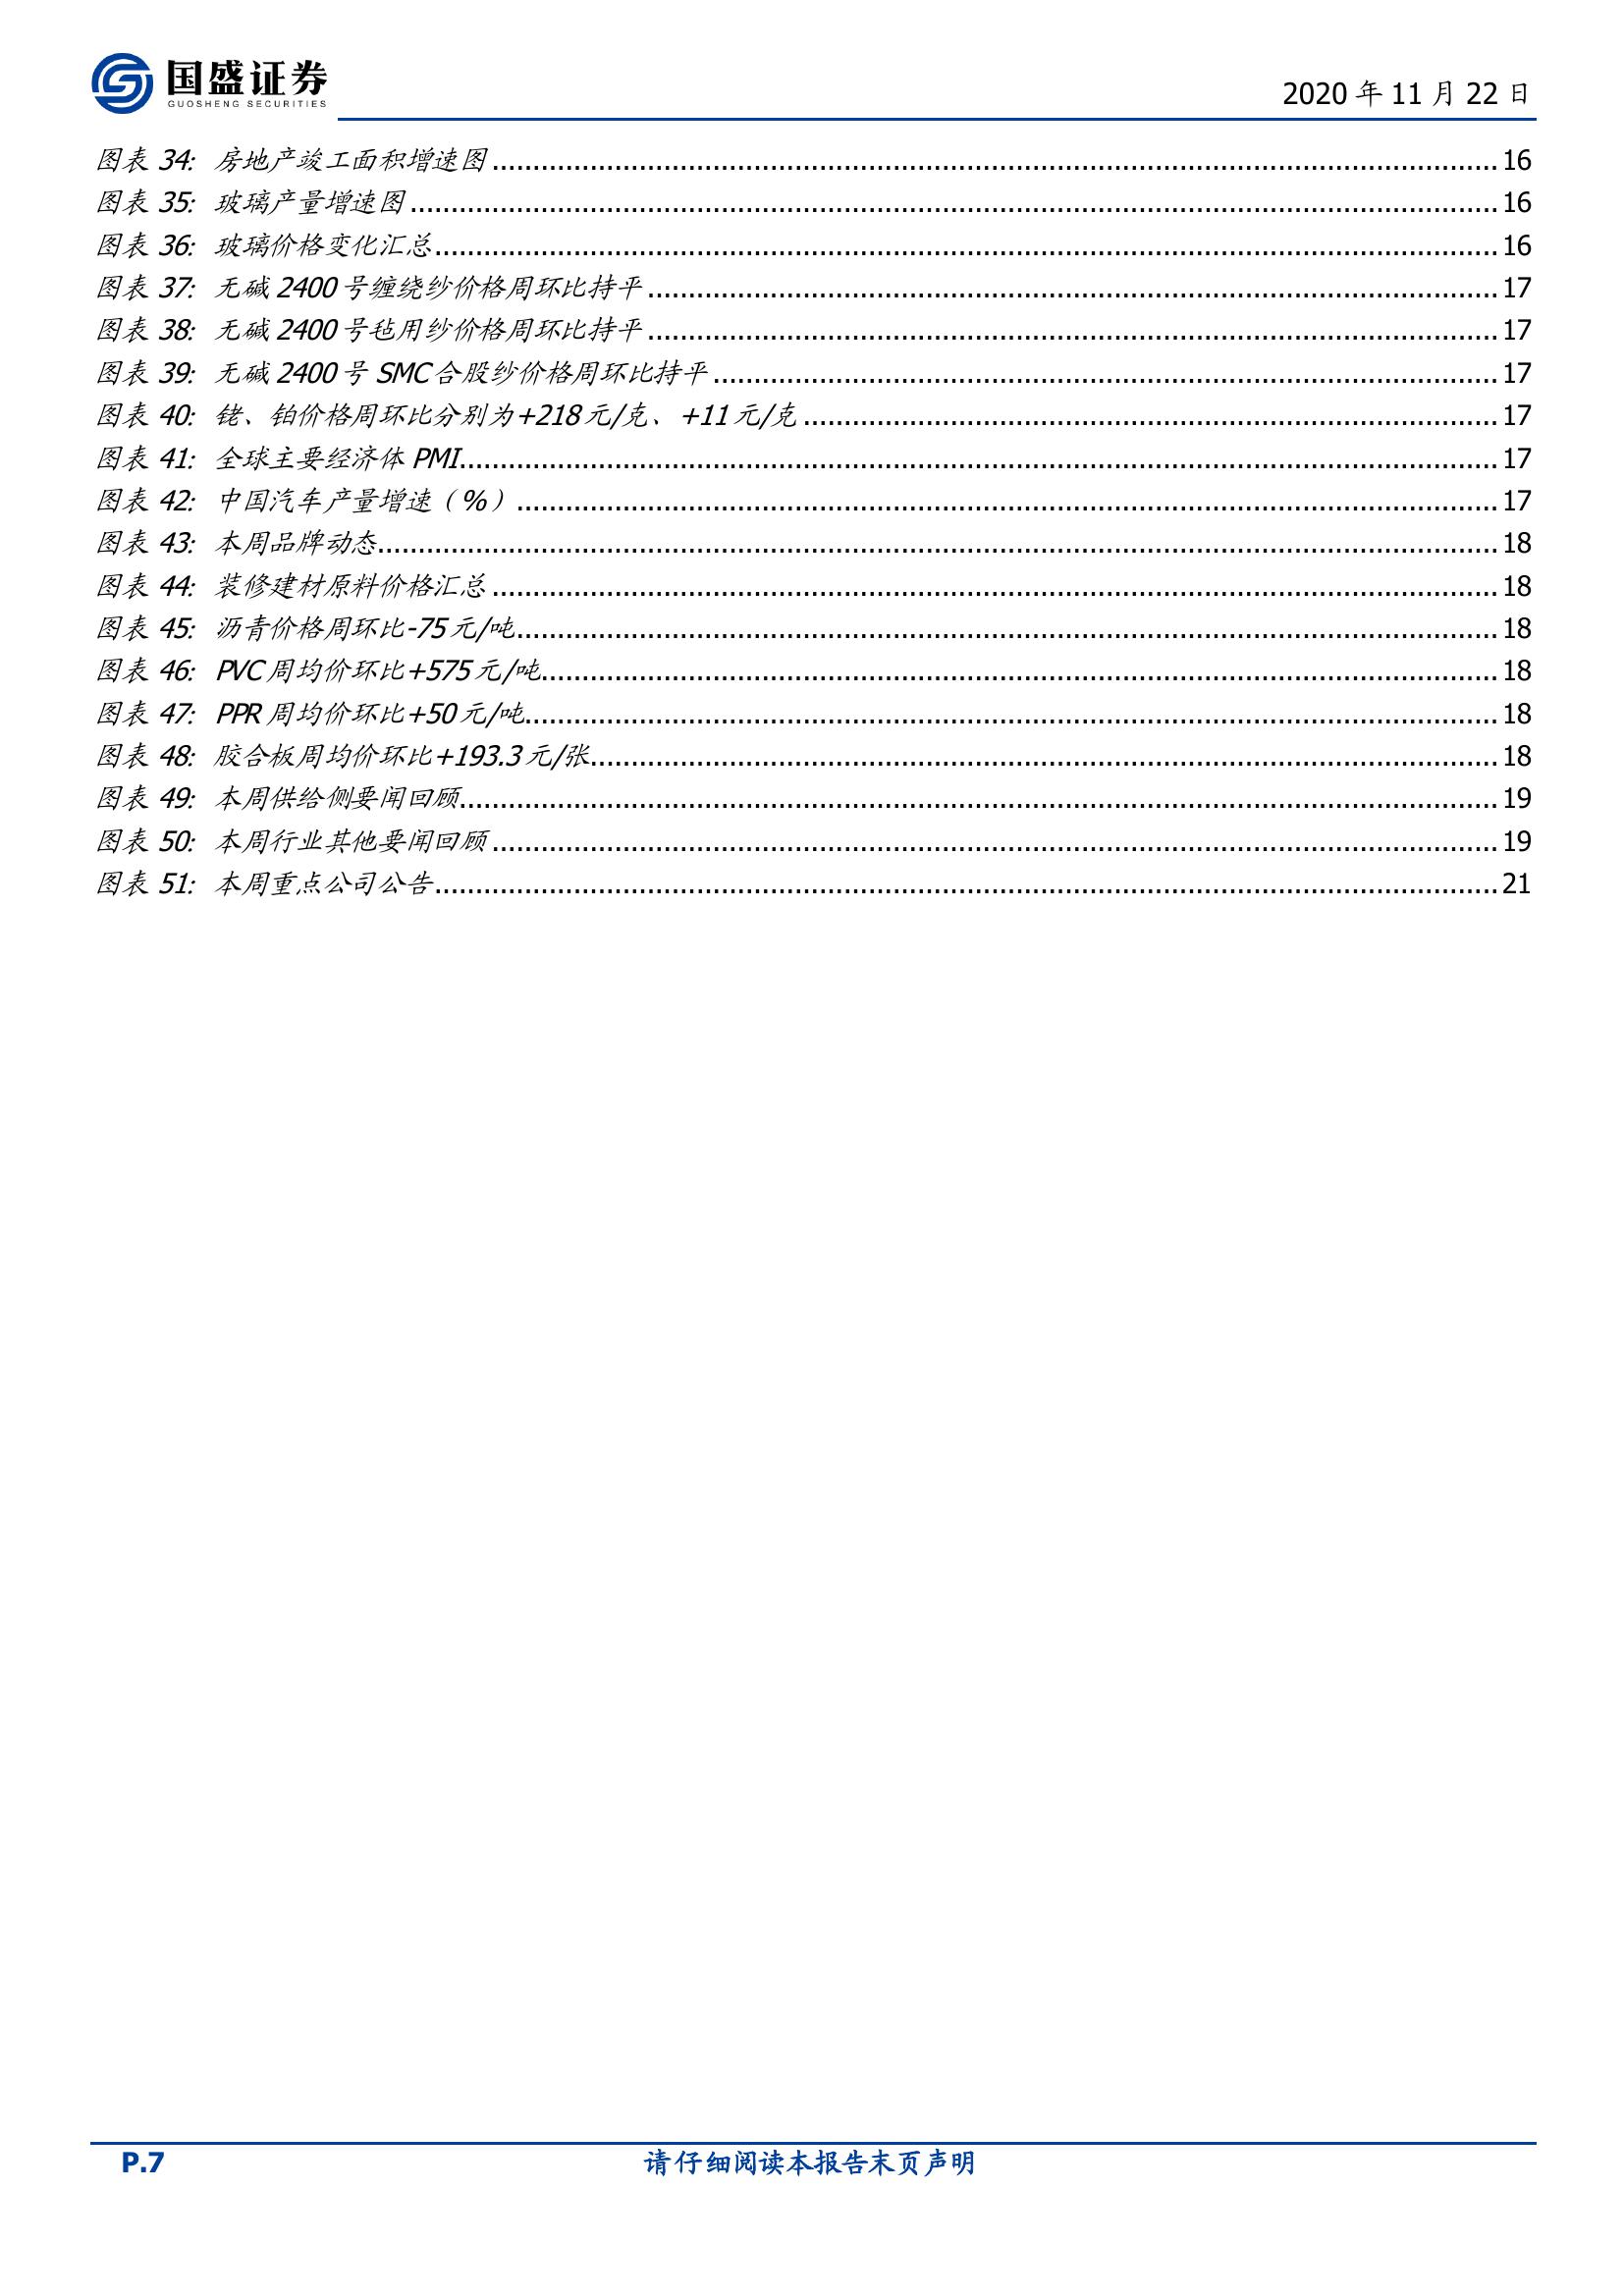 国盛证券
GUOSHENG SECURITIES
2020 年 11 月 22 日
图表 34: 房地产竣工面积增速图 16
图表 35: 玻璃产量增速图 16
图表 36: 玻璃价格变化汇总 16
图表 37: 无碱 2400 号缠绕纱价格周环比持平 17
图表 38: 无碱 2400 号毡用纱价格周环比持平 17
图表 39: 无碱 2400 号 SMC 合股纱价格周环比持平 17
图表 40: 铑、铂价格周环比分别为+218 元/克、+11 元/克 17
图表 41: 全球主要经济体 PMI 17
图表 42: 中国汽车产量增速（%） 17
图表 43: 本周品牌动态 18
图表 44: 装修建材原料价格汇总 18
图表 45: 沥青价格周环比-75 元/吨 18
图表 46: PVC 周均价环比+575 元/吨 18
图表 47: PPR 周均价环比+50 元/吨 18
图表 48: 胶合板周均价环比+193.3 元/张 18
图表 49: 本周供给侧要闻回顾 19
图表 50: 本周行业其他要闻回顾 19
图表 51: 本周重点公司公告 21
P.7
请仔细阅读本报告末页声明